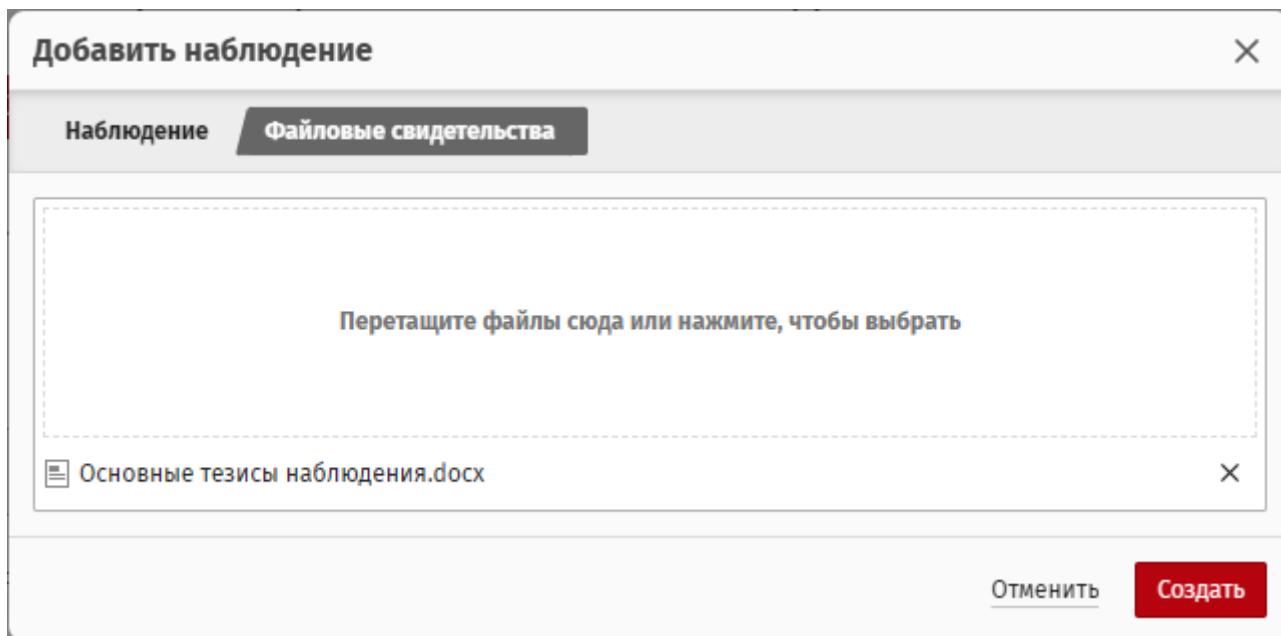 Добавить наблюдение
Наблюдение Файловые свидетельства
Перетащите файлы сюда или нажмите, чтобы выбрать
Основные тезисы наблюдения.docx
Отменить Создать